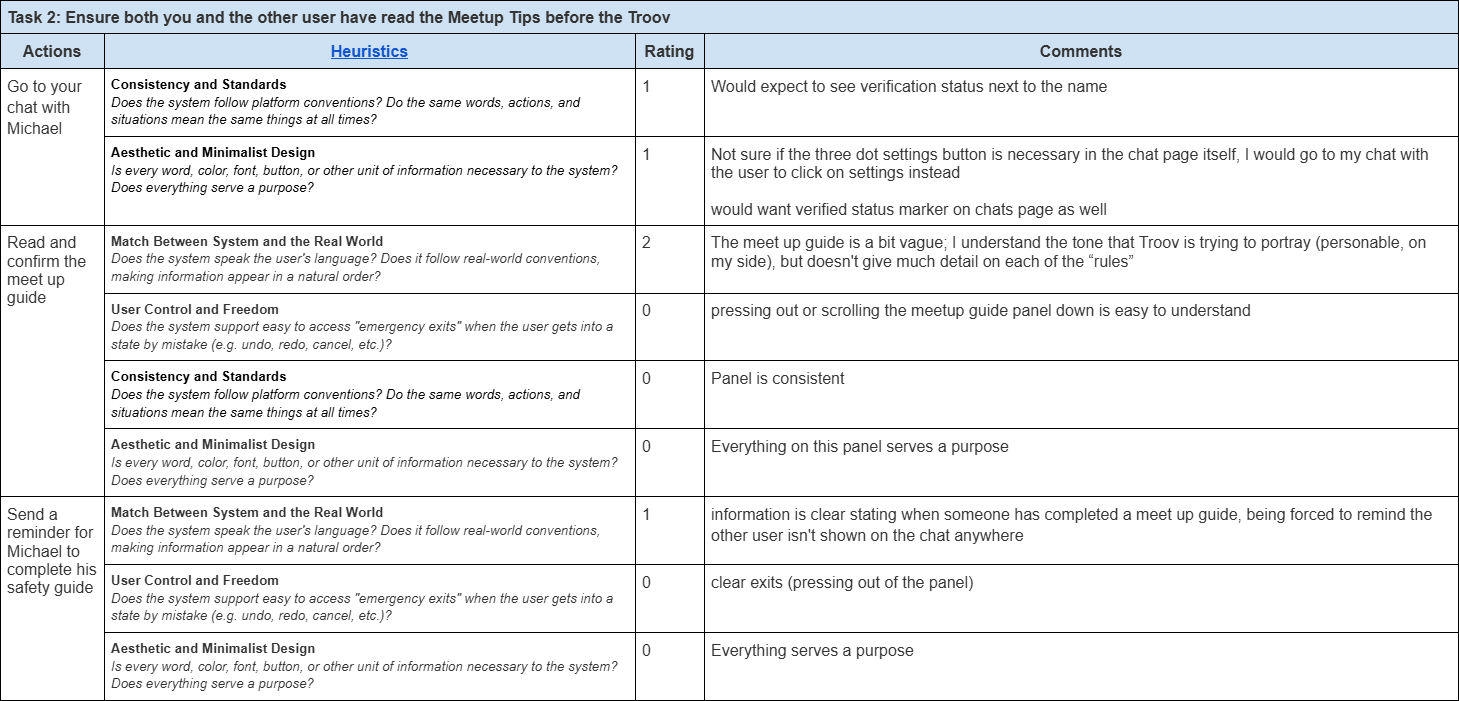 Task 2: Ensure both you and the other user have read the Meetup Tips before the Troov
Actions
Heuristics
Rating
Comments
Go to your
chat with
Michael
Consistency and Standards
Does the system follow platform conventions? Do the same words, actions, and
situations mean the same things at all times?
1
Would expect to see verification status next to the name
Aesthetic and Minimalist Design
Is every word, color, font, button, or other unit of information necessary to the system?
Does everything serve a purpose?
1
Not sure if the three dot settings button is necessary in the chat page itself, I would go to my chat with
the user to click on settings instead
would want verified status marker on chats page as well
Read and
confirm the
meet up
guide
Match Between System and the Real World
Does the system speak the user's language? Does it follow real-world conventions,
making information appear in a natural order?
2
The meet up guide is a bit vague; I understand the tone that Troov is trying to portray (personable, on
my side), but doesn't give much detail on each of the “rules”
User Control and Freedom
Does the system support easy to access "emergency exits" when the user gets into a
state by mistake (e.g. undo, redo, cancel, etc.)?
0
pressing out or scrolling the meetup guide panel down is easy to understand
Consistency and Standards
Does the system follow platform conventions? Do the same words, actions, and
situations mean the same things at all times?
0
Panel is consistent
Aesthetic and Minimalist Design
Is every word, color, font, button, or other unit of information necessary to the system?
Does everything serve a purpose?
0
Everything on this panel serves a purpose
Send a
reminder for
Michael to
complete his
safety guide
Match Between System and the Real World
Does the system speak the user's language? Does it follow real-world conventions,
making information appear in a natural order?
1
information is clear stating when someone has completed a meet up guide, being forced to remind the
other user isn't shown on the chat anywhere
User Control and Freedom
Does the system support easy to access "emergency exits" when the user gets into a
state by mistake (e.g. undo, redo, cancel, etc.)?
0
clear exits (pressing out of the panel)
Aesthetic and Minimalist Design
Is every word, color, font, button, or other unit of information necessary to the system?
Does everything serve a purpose?
0
Everything serves a purpose